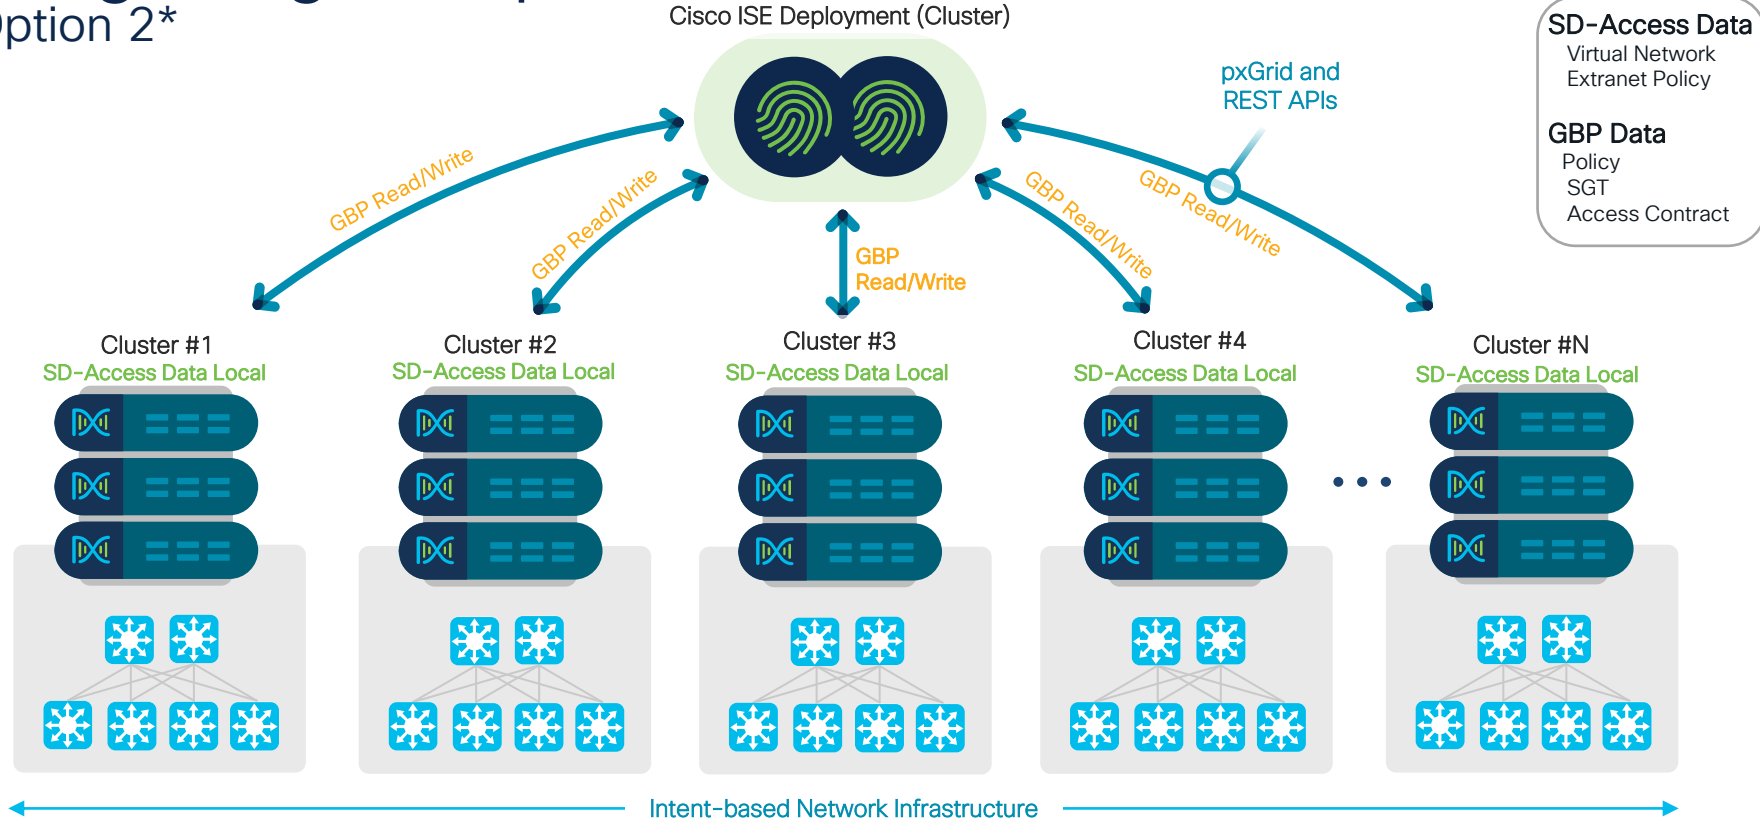 Option 2*
Cisco ISE Deployment (Cluster)
SD-Access Data
Virtual Network
Extranet Policy
GBP Data
Policy
SGT
Access Contract
pxGrid and
REST APIs
GBP Read/Write
GBP Read/Write
GBP
Read/Write
GBP Read/Write
GBP Read/Write
Cluster #1
SD-Access Data Local
Cluster #2
SD-Access Data Local
Cluster #3
SD-Access Data Local
Cluster #4
SD-Access Data Local
Cluster #N
SD-Access Data Local
Intent-based Network Infrastructure